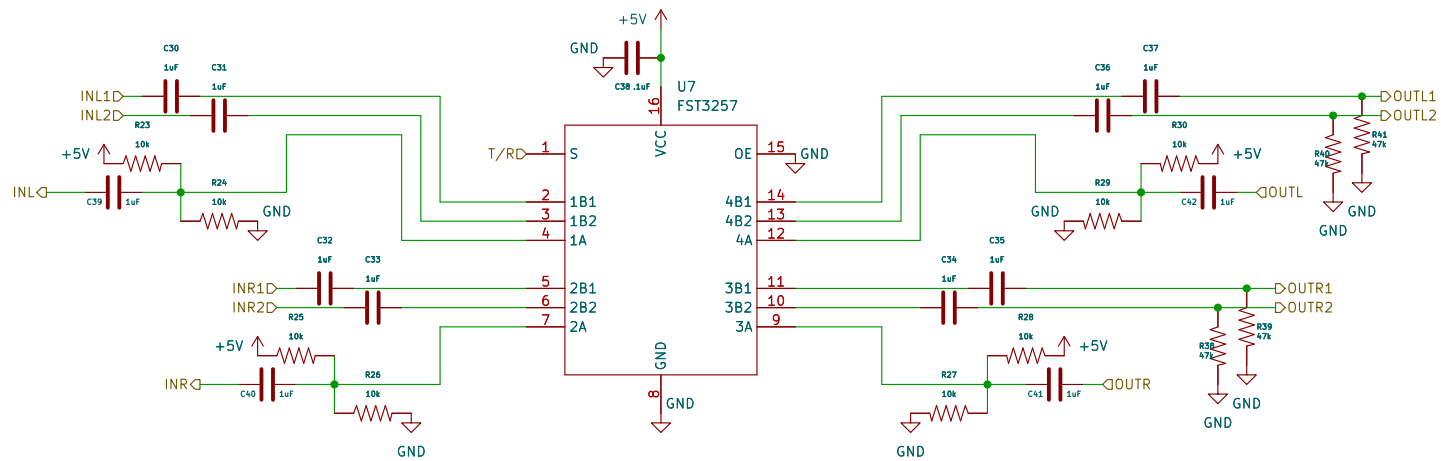 +5V
GND
C38 .1uF
U7
FST3257
16
VCC
C30
1uF
C31
1uF
INL1
INL2
R23
10k
+5V
INL
C39
1uF
R24
10k
GND
C32
1uF
C33
1uF
INR1
INR2
R25
10k
+5V
INR
C40
1uF
R26
10k
GND
T/R
1 S
2 1B1
3 1B2
4 1A
5 2B1
6 2B2
7 2A
OE 15
GND
4B1 14
4B2 13
4A 12
3B1 11
3B2 10
3A 9
GND
8
GND
C37
1uF
C36
1uF
OUTL1
OUTL2
R30
10k
+5V
R41
47k
R40
47k
R29
10k
GND
C42
1uF
OUTL
GND
GND
C35
1uF
C34
1uF
OUTR1
OUTR2
R28
10k
+5V
R39
47k
R38
47k
R27
10k
C41
1uF
OUTR
GND
GND
GND